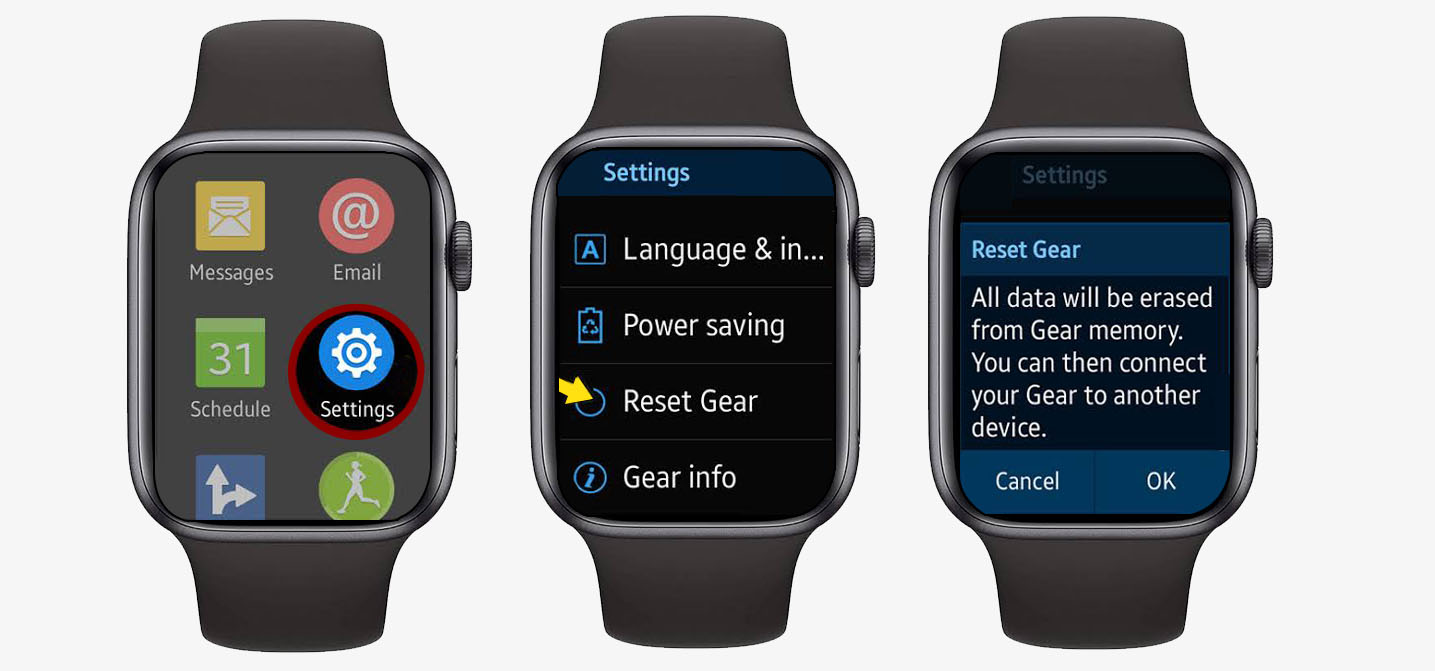 Messages
Email
31
Schedule
Settings
Settings
Language & in...
Power saving
Reset Gear
Gear info
Settings
Reset Gear
All data will be erased
from Gear memory.
You can then connect
your Gear to another
device.
Cancel
OK